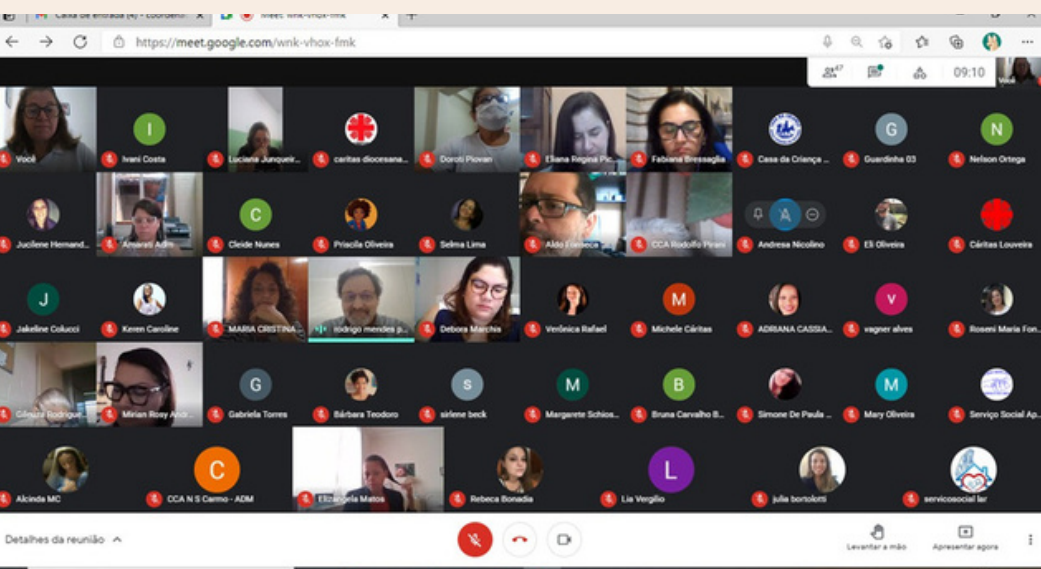 Caixa de entrada (4) - coordeni
Meet: wnk-vhox-fmk
https://meet.google.com/wnk-vhox-fmk
47
09:10
Você
Você
I
Ivani Costa
Luciana Junqueir...
caritas diocesana...
Doroti Piovan
Eliana Regina Pic...
Fabiana Bressaglia
Casa da Criança ...
G
Guardinha 03
N
Nelson Ortega
Jucilene Hernand...
Amarati Adm
C
Cleide Nunes
Priscila Oliveira
Selma Lima
Aldo Fonseca
CCA Rodolfo Pirani
A
Andresa Nicolino
Eli Oliveira
Cáritas Louveira
J
Jakeline Colucci
Keren Caroline
MARIA CRISTINA...
rodrigo mendes p...
Debora Marchis
Verônica Rafael
M
Michele Cáritas
ADRIANA CASSIA...
v
vagner alves
Roseni Maria Fon...
Rodrigue...
Mirian Rosy Andr...
G
Gabriela Torres
Bárbara Teodoro
s
sirlene beck
M
Margarete Schios...
B
Bruna Carvalho B...
Simone De Paula ...
M
Mary Oliveira
Serviço Social Ap...
Alcinda MC
C
CCA N S Carmo - ADM
Elizangela Matos
Rebeca Bonadia
L
Lia Vergilio
julia bortolotti
servicosocial lar
Detalhes da reunião
Levantar a mão
Apresentar agora